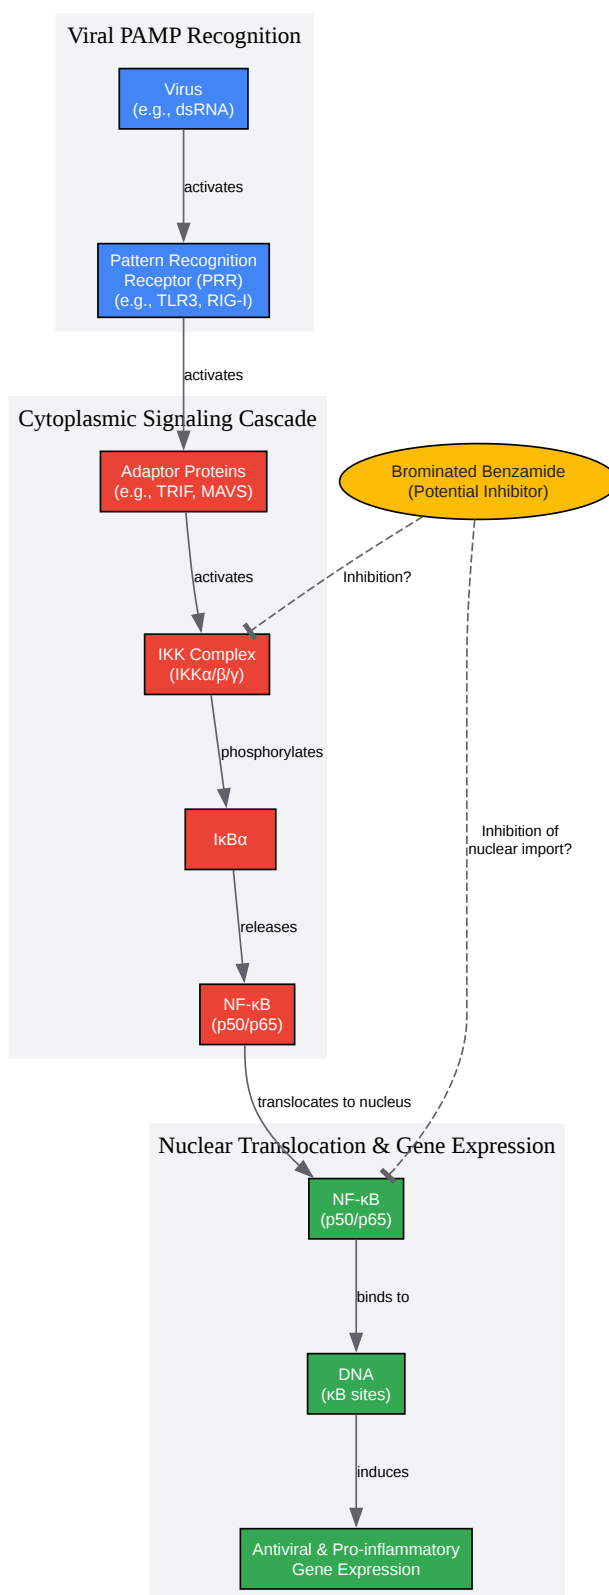 Viral PAMP Recognition
Virus
(e.g., dsRNA)
activates
Pattern Recognition
Receptor (PRR)
(e.g., TLR3, RIG-I)
activates
Cytoplasmic Signaling Cascade
Adaptor Proteins
(e.g., TRIF, MAVS)
Brominated Benzamide
(Potential Inhibitor)
activates
Inhibition?
IKK Complex
(IKKα/β/γ)
phosphorylates
IκBα
Inhibition of
nuclear import?
releases
NF-κB
(p50/p65)
translocates to nucleus
Nuclear Translocation & Gene Expression
NF-κB
(p50/p65)
binds to
DNA
(κB sites)
induces
Antiviral & Pro-inflammatory
Gene Expression